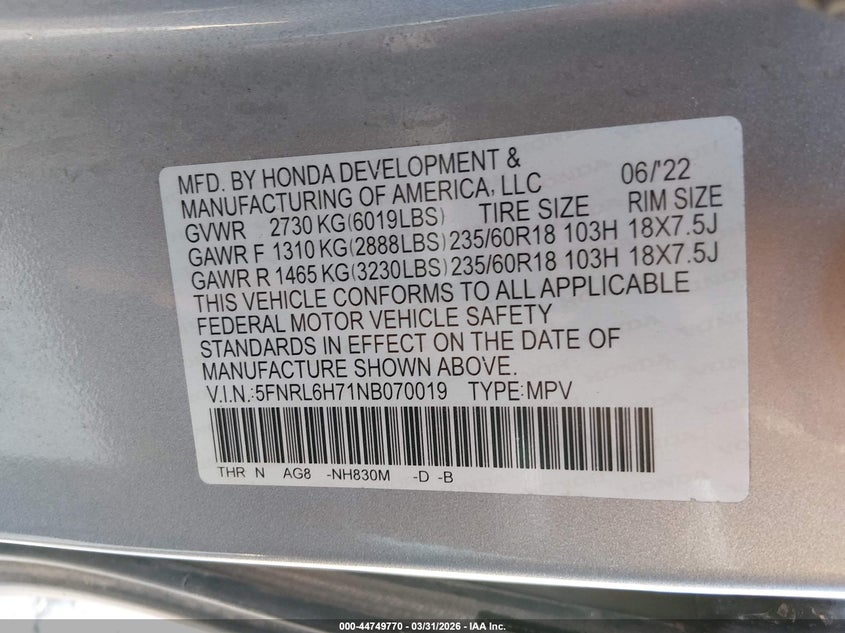 MFD. BY HONDA DEVELOPMENT &
MANUFACTURING OF AMERICA, LLC 06/'22
GVWR 2730 KG(6019LBS) TIRE SIZE RIM SIZE
GAWR F 1310 KG(2888LBS) 235/60R18 103H 18X7.5J
GAWR R 1465 KG(3230LBS) 235/60R18 103H 18X7.5J
THIS VEHICLE CONFORMS TO ALL APPLICABLE
FEDERAL MOTOR VEHICLE SAFETY
STANDARDS IN EFFECT ON THE DATE OF
MANUFACTURE SHOWN ABOVE.
V.I.N.:5FNRL6H71NB070019 TYPE:MPV
THR N AG8 -NH830M -D -B
000-44749770 - 03/31/2026 - IAA Inc.